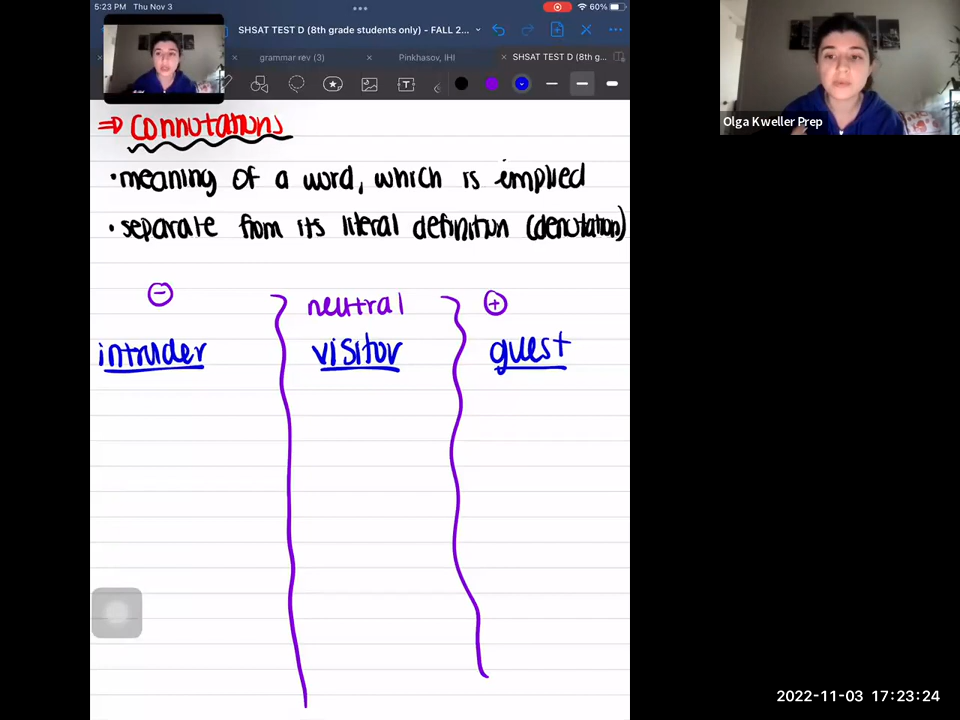 5:23 PM Thu Nov 3
60%
SHSAT TEST D (8th grade students only) - FALL 2...
grammar rev (3)
Pinkhasov, IHI
SHSAT TEST D (8th g...
Olga Kweller Prep
⇒ Connotations
• meaning of a word, which is implied
• separate from its literal definition (denotation)
⊖ neutral ⊕
intruder visitor guest
2022-11-03 17:23:24